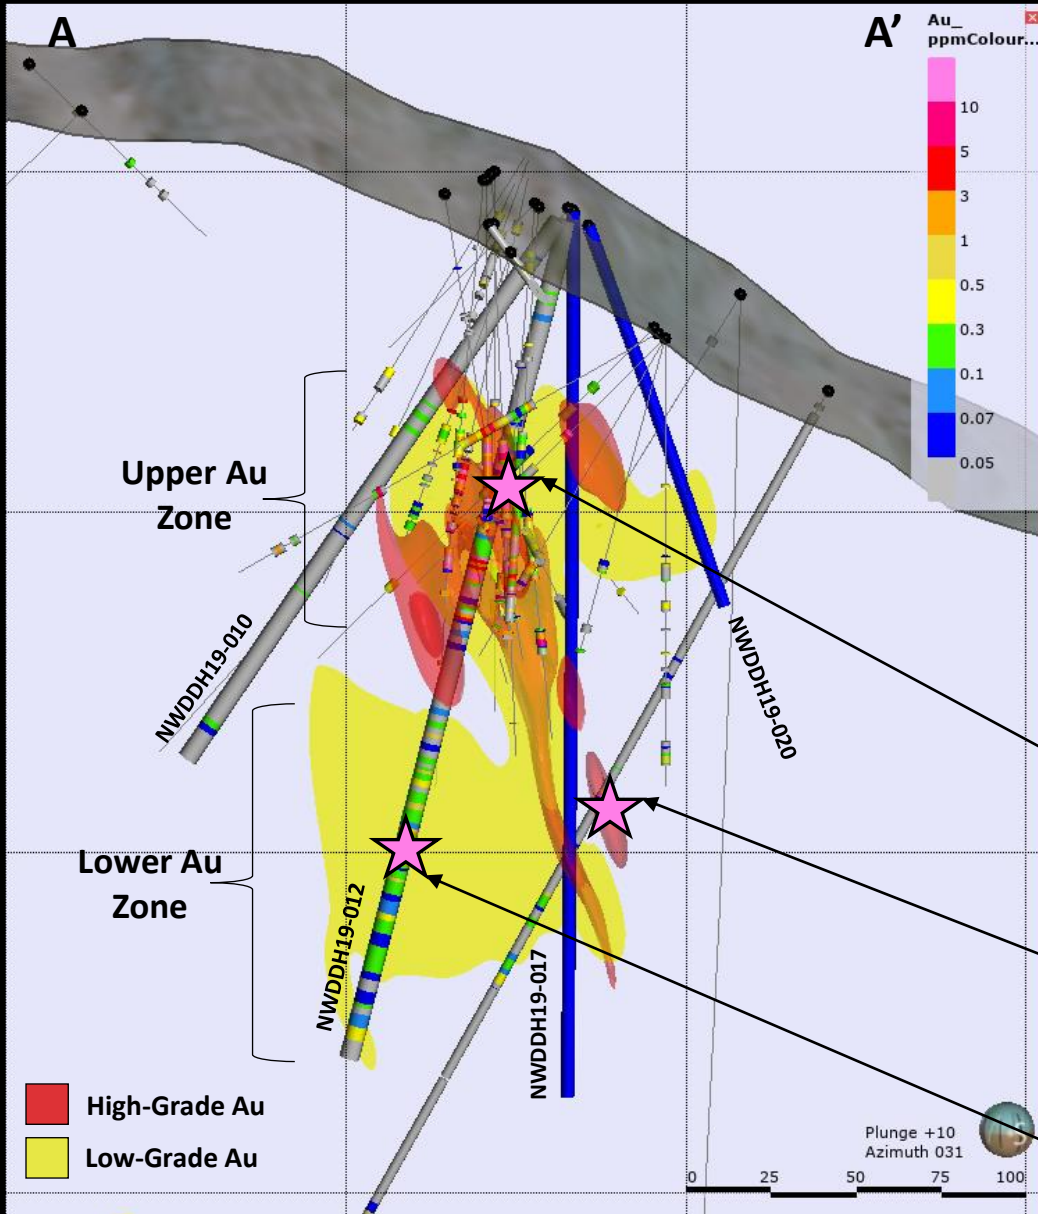 A
A’
Au_
ppmColour...
10
5
3
1
0.5
0.3
0.1
0.07
0.05
Upper Au
Zone
NWDDH19-010
NWDDH19-020
Lower Au
Zone
NWDDH19-012
NWDDH19-017
High-Grade Au
Low-Grade Au
Plunge +10
Azimuth 031
S
0 25 50 75 100